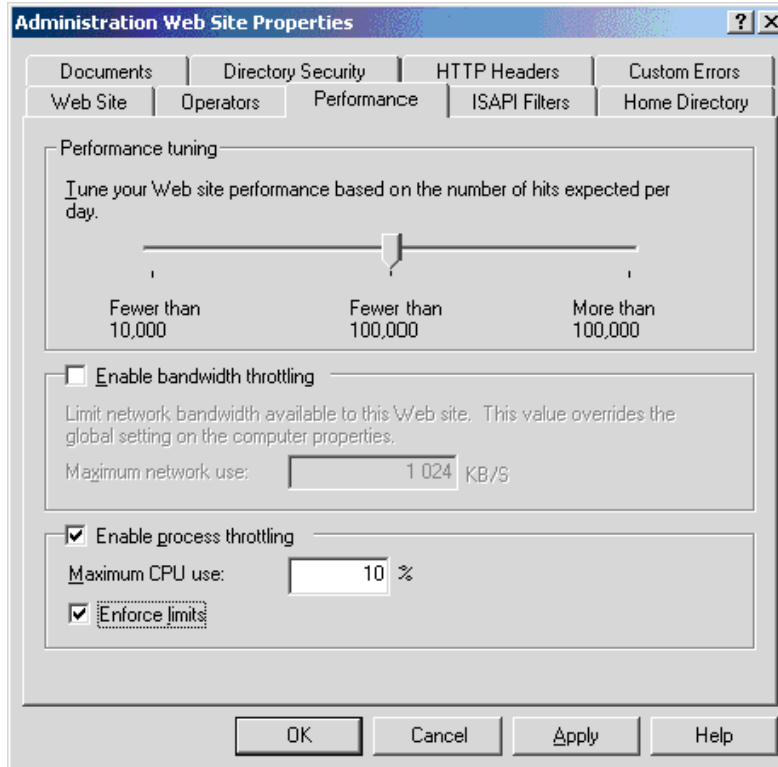 Administration Web Site Properties
Documents Directory Security HTTP Headers Custom Errors
Web Site Operators Performance ISAPI Filters Home Directory
Performance tuning
Tune your Web site performance based on the number of hits expected per
day.
Fewer than Fewer than More than
10,000 100,000 100,000
Enable bandwidth throttling
Limit network bandwidth available to this Web site. This value overrides the
global setting on the computer properties.
Maximum network use: 1 024 KB/S
Enable process throttling
Maximum CPU use: 10 %
Enforce limits
OK Cancel Apply Help